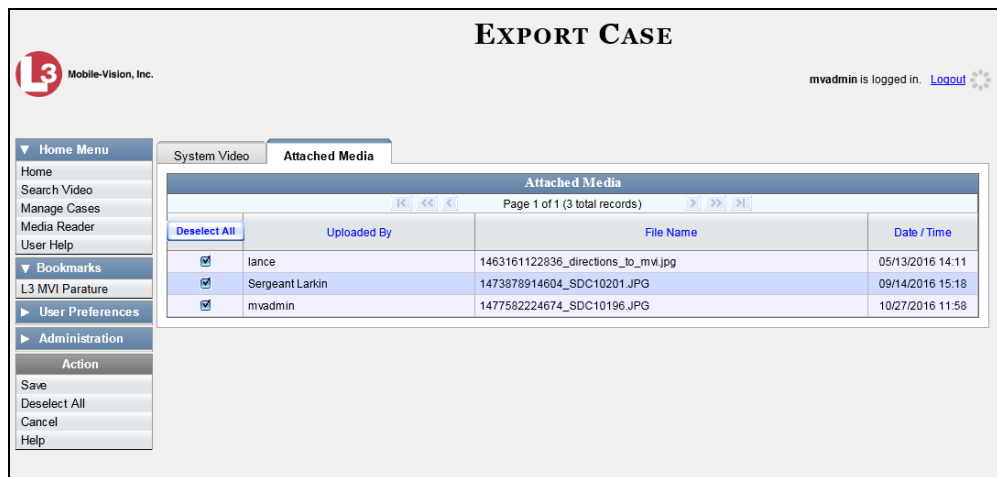 EXPORT CASE
L3 Mobile-Vision, Inc.
mvadmin is logged in. Logout
▼ Home Menu
Home
Search Video
Manage Cases
Media Reader
User Help
▼ Bookmarks
L3 MVI Parature
► User Preferences
► Administration
Action
Save
Deselect All
Cancel
Help
System Video Attached Media
Attached Media
|< << < Page 1 of 1 (3 total records) > >> >|
Deselect All Uploaded By File Name Date / Time
lance 1463161122836_directions_to_mvi.jpg 05/13/2016 14:11
Sergeant Larkin 1473878914604_SDC10201.JPG 09/14/2016 15:18
mvadmin 1477582224674_SDC10196.JPG 10/27/2016 11:58